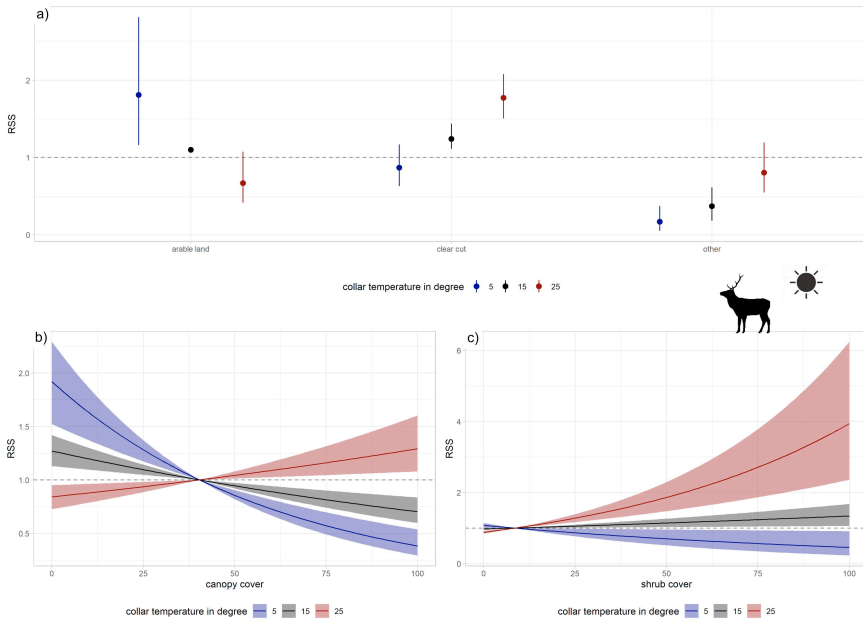 a)
RSS
2
1
0
arable land
clear cut
other
collar temperature in degree 5 15 25
b)
RSS
2.0
1.5
1.0
0.5
0 25 50 75 100
canopy cover
collar temperature in degree 5 15 25
c)
RSS
6
4
2
0
0 25 50 75 100
shrub cover
collar temperature in degree 5 15 25